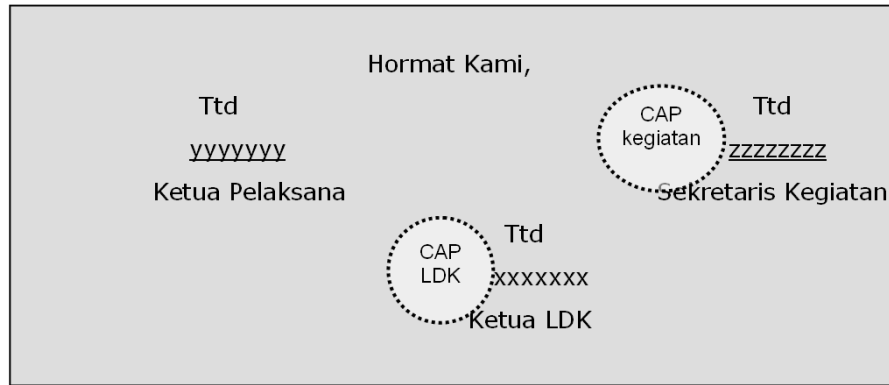 Hormat Kami,
Ttd
yyyyyyy
Ketua Pelaksana
CAP
kegiatan
Ttd
zzzzzzzz
Sekretaris Kegiatan
CAP
LDK
Ttd
xxxxxxx
Ketua LDK